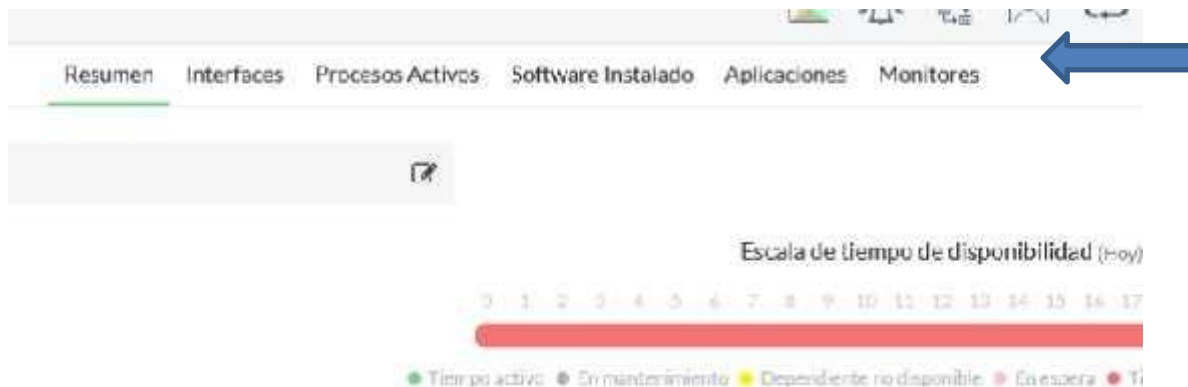 Resumen Interfaces Procesos Activos Software Instalado Aplicaciones Monitores
Escala de tiempo de disponibilidad (Hoy)
0 1 2 3 4 5 6 7 8 9 10 11 12 13 14 15 16 17
Tiempo activo En mantenimiento Dependiente no disponible En espera Ti